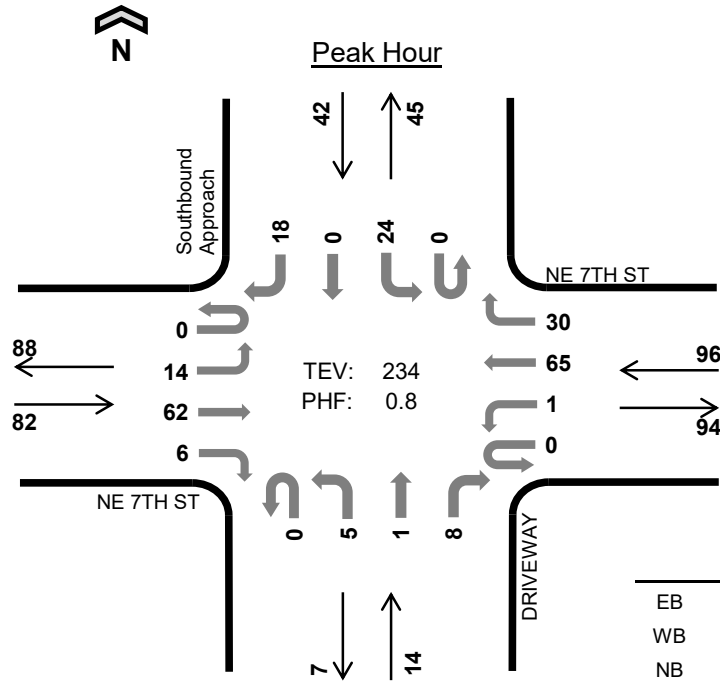 N
Peak Hour
42
45
Southbound
Approach
18
0
24
0
NE 7TH ST
0
30
88
14
TEV: 234
65
96
82
62
PHF: 0.8
1
94
6
0
NE 7TH ST
0
5
1
8
DRIVEWAY
7
14
EB
WB
NB